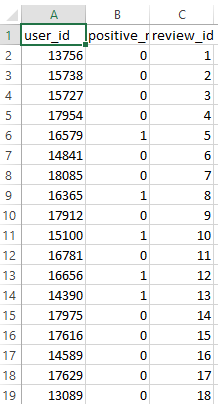 A B C
1 user_id positive_r review_id
2 13756 0 1
3 15738 0 2
4 15727 0 3
5 17954 0 4
6 16579 1 5
7 14841 0 6
8 18085 0 7
9 16365 1 8
10 17912 0 9
11 15100 1 10
12 16781 0 11
13 16656 1 12
14 14390 1 13
15 17975 0 14
16 17616 0 15
17 14589 0 16
18 17629 0 17
19 13089 0 18